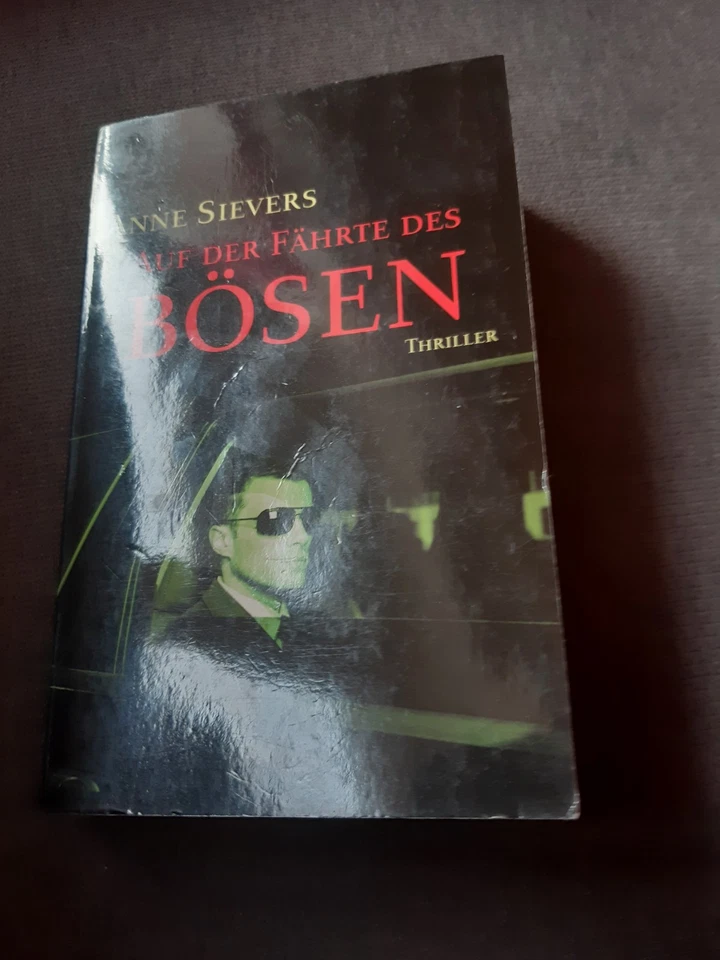 ANNE SIEVERS
AUF DER FÄHRTE DES
BÖSEN
THRILLER